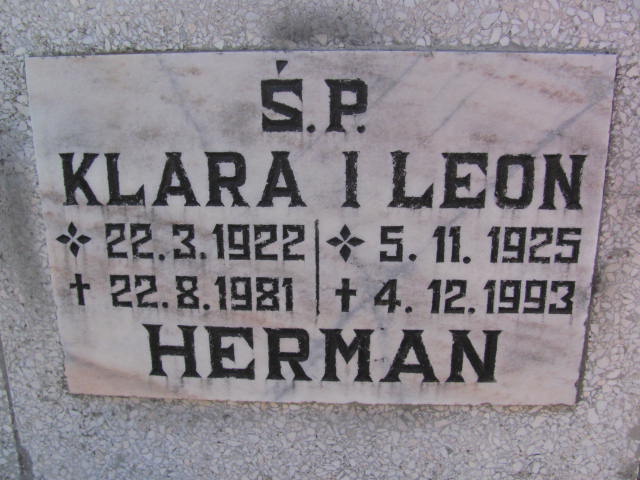 Ś.P.
KLARA I LEON
22.3.1922 5.11.1925
† 22.8.1981 † 4.12.1993
HERMAN